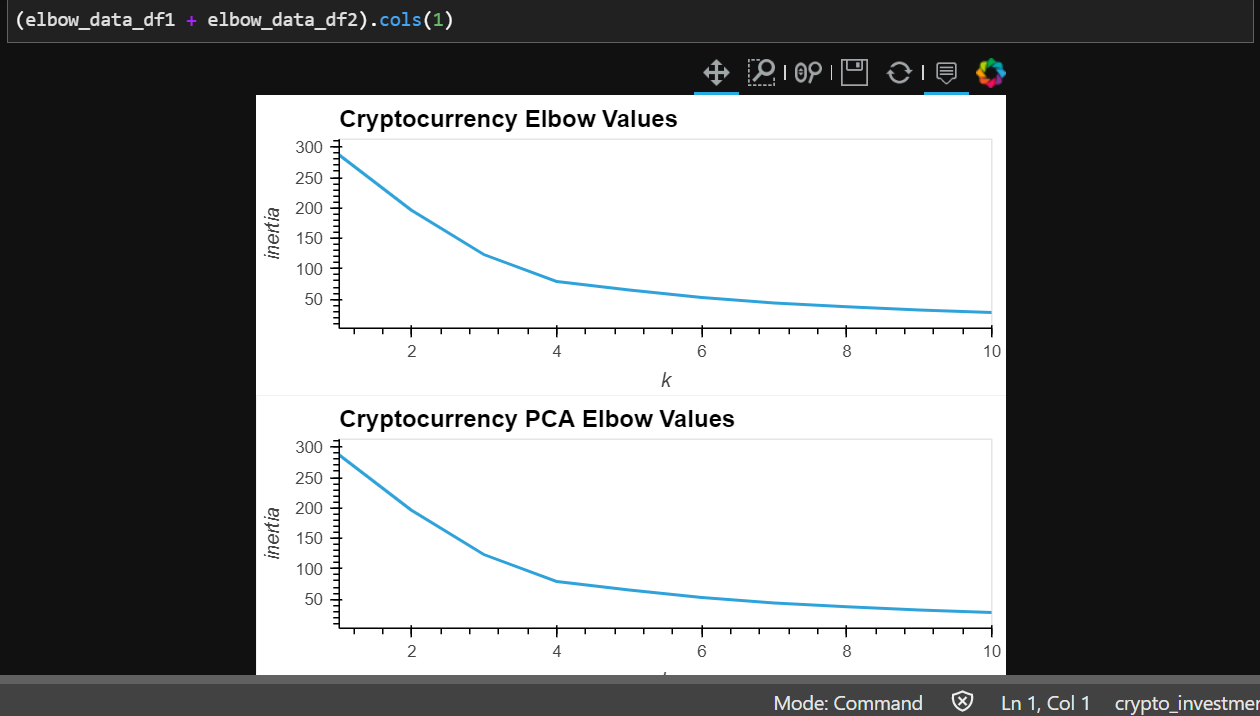 (elbow_data_df1 + elbow_data_df2).cols(1)
Cryptocurrency Elbow Values
300
250
200
150
100
50
inertia
2 4 6 8 10
k
Cryptocurrency PCA Elbow Values
300
250
200
150
100
50
inertia
2 4 6 8 10
Mode: Command Ln 1, Col 1 crypto_investmen